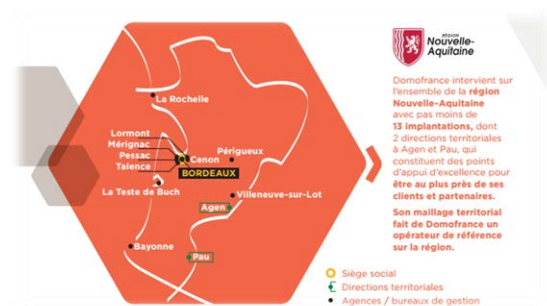 La Rochelle
Lormont
Mérignac
Pessac
Talence
Cenon
BORDEAUX
Périgueux
La Teste de Buch
Villeneuve-sur-Lot
Agen
Bayonne
Pau
RÉGION
Nouvelle-
Aquitaine
Domofrance intervient sur
l'ensemble de la région
Nouvelle-Aquitaine
avec pas moins de
13 implantations, dont
2 directions territoriales
à Agen et Pau, qui
constituent des points
d'appui d'excellence pour
être au plus près de ses
clients et partenaires.
Son maillage territorial
fait de Domofrance un
opérateur de référence
sur la région.
Siège social
Directions territoriales
Agences / bureaux de gestion